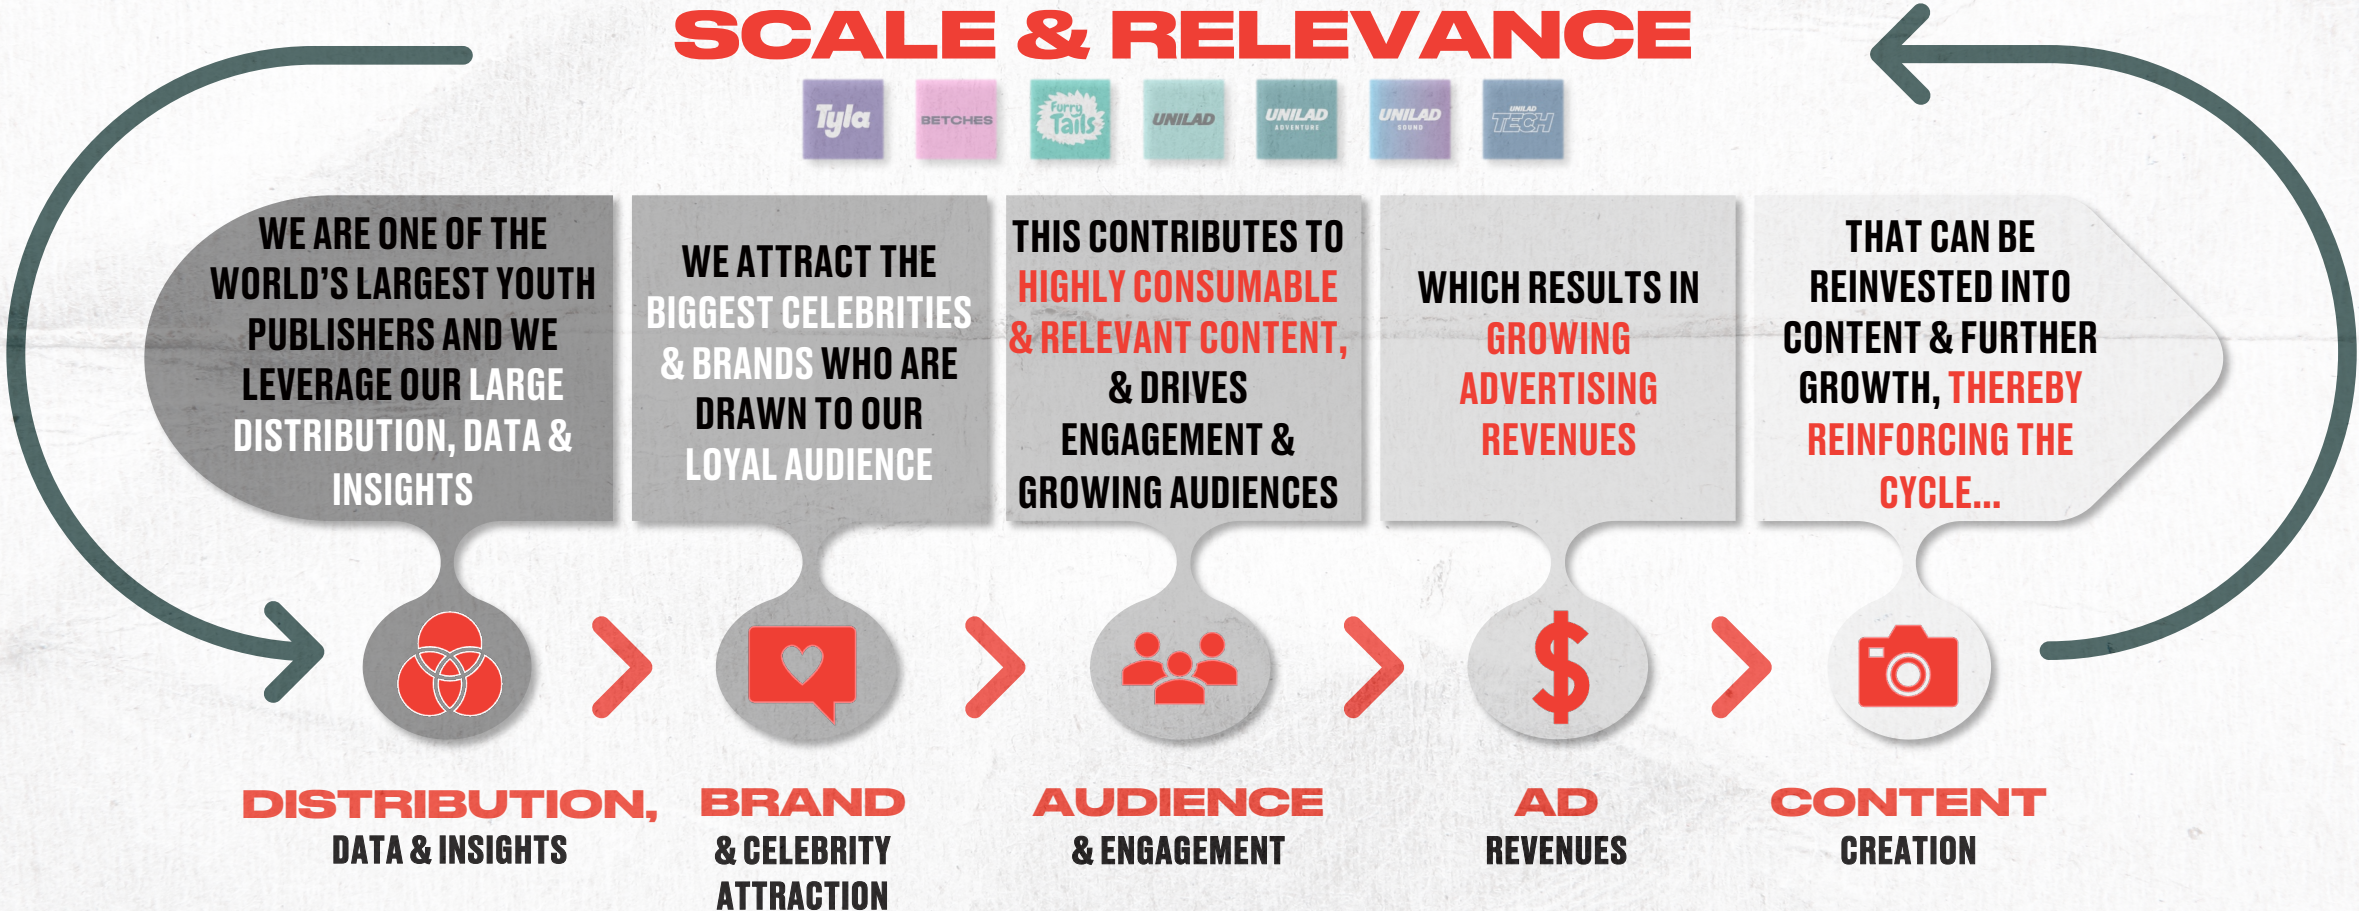 SCALE & RELEVANCE
Tyla
BETCHES
Furry
Tails
UNILAD
UNILAD
ADVENTURE
UNILAD
SOUND
UNILAD
TECH
WE ARE ONE OF THE
WORLD'S LARGEST YOUTH
PUBLISHERS AND WE
LEVERAGE OUR LARGE
DISTRIBUTION, DATA &
INSIGHTS
WE ATTRACT THE
BIGGEST CELEBRITIES
& BRANDS WHO ARE
DRAWN TO OUR
LOYAL AUDIENCE
THIS CONTRIBUTES TO
HIGHLY CONSUMABLE
& RELEVANT CONTENT,
& DRIVES
ENGAGEMENT &
GROWING AUDIENCES
WHICH RESULTS IN
GROWING
ADVERTISING
REVENUES
THAT CAN BE
REINVESTED INTO
CONTENT & FURTHER
GROWTH, THEREBY
REINFORCING THE
CYCLE...
DISTRIBUTION,
DATA & INSIGHTS
BRAND
& CELEBRITY
ATTRACTION
AUDIENCE
& ENGAGEMENT
AD
REVENUES
CONTENT
CREATION